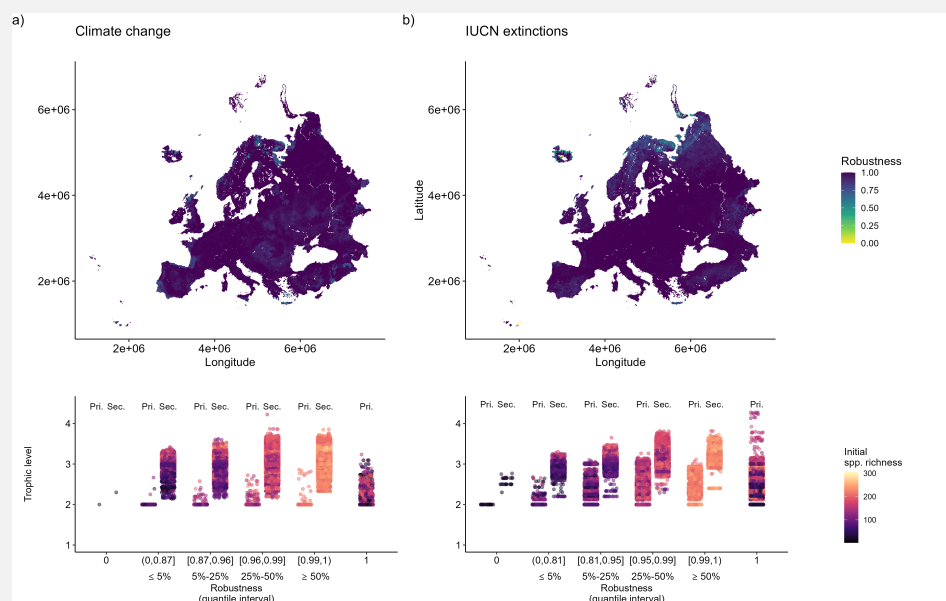 a)
b)
Climate change
IUCN extinctions
6e+06
4e+06
2e+06
2e+06 4e+06 6e+06
Longitude
Latitude
6e+06
4e+06
2e+06
2e+06 4e+06 6e+06
Longitude
Robustness
1.00
0.75
0.50
0.25
0.00
Trophic level
4
3
2
1
Pri. Sec. Pri. Sec. Pri. Sec. Pri. Sec. Pri. Sec. Pri.
0 (0,0.87] [0.87,0.96] [0.96,0.99] [0.99,1) 1
≤ 5% 5%-25% 25%-50% ≥ 50%
Robustness
(quantile interval)
4
3
2
1
Pri. Sec. Pri. Sec. Pri. Sec. Pri. Sec. Pri. Sec. Pri.
0 (0,0.81] [0.81,0.95] [0.95,0.99] [0.99,1) 1
≤ 5% 5%-25% 25%-50% ≥ 50%
Robustness
(quantile interval)
Initial
spp. richness
300
200
100